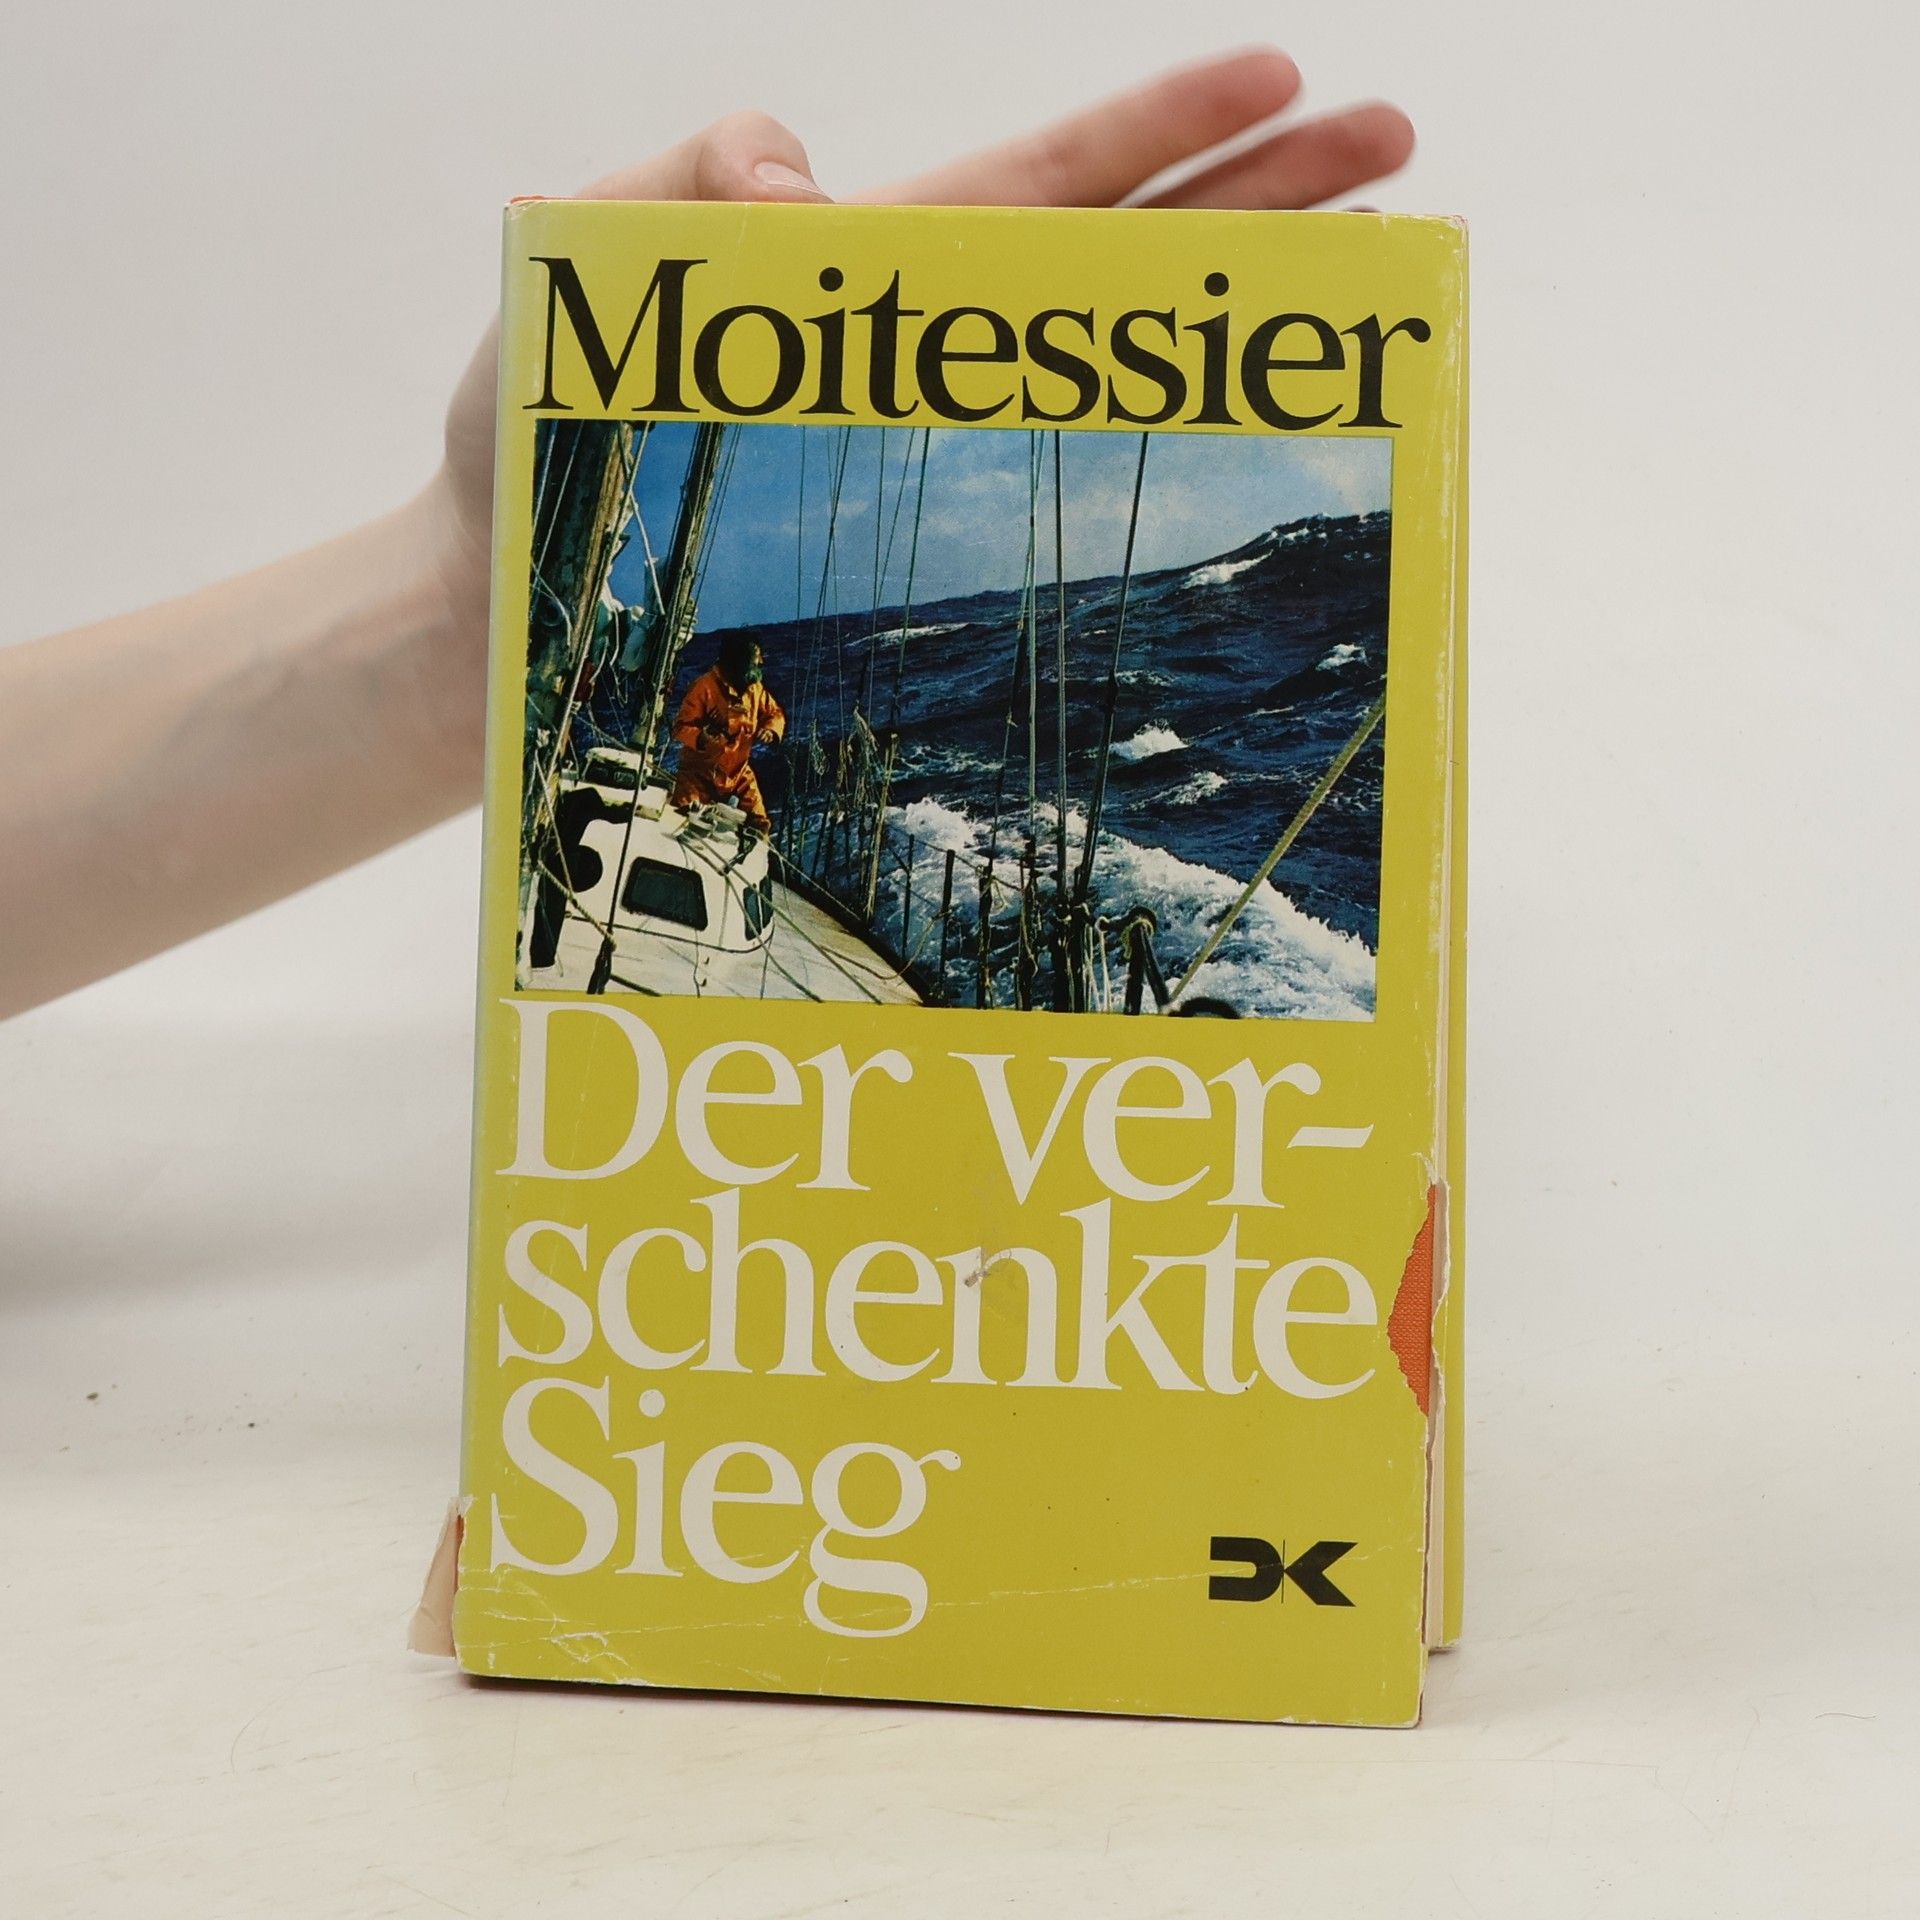 Moitessier
Der ver-
schenkte
Sieg
DK